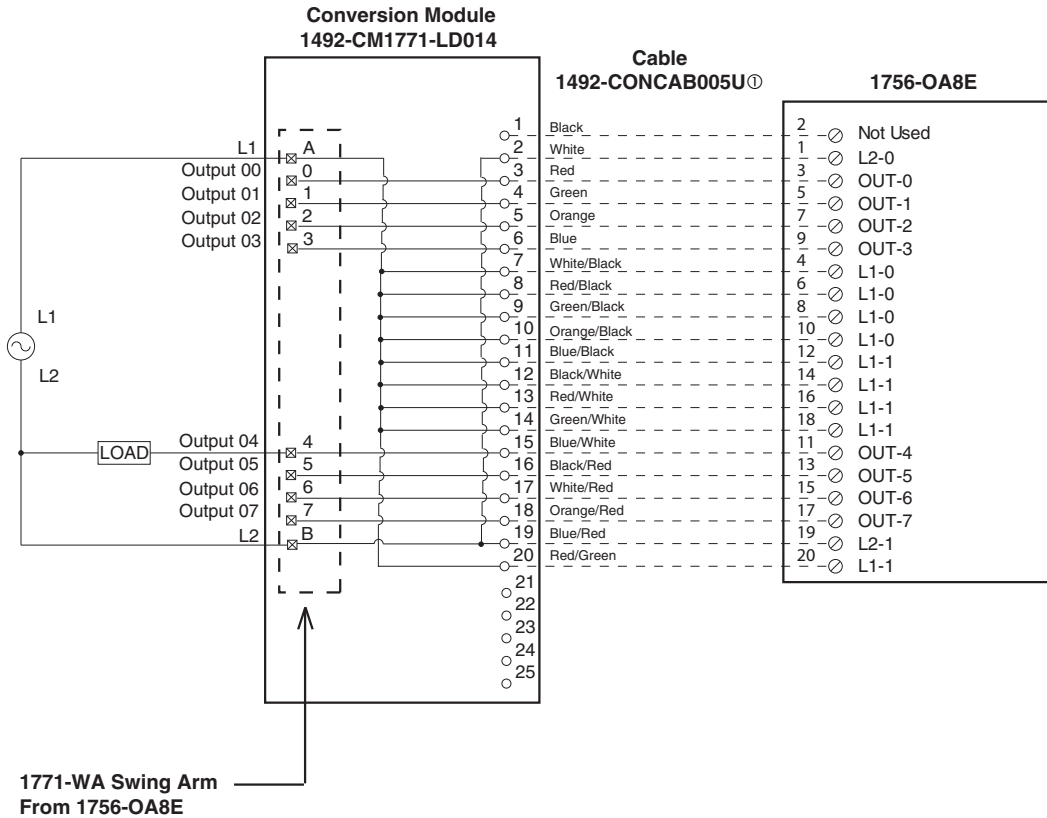 Conversion Module
1492-CM1771-LD014
Cable
1492-CONCAB005U①
1756-OA8E
L1 A
Output 00 0
Output 01 1
Output 02 2
Output 03 3
L1
L2
LOAD
Output 04 4
Output 05 5
Output 06 6
Output 07 7
L2 B
1 Black 2 Not Used
2 White 1 L2-0
3 Red 3 OUT-0
4 Green 5 OUT-1
5 Orange 7 OUT-2
6 Blue 9 OUT-3
7 White/Black 4 L1-0
8 Red/Black 6 L1-0
9 Green/Black 8 L1-0
10 Orange/Black 10 L1-0
11 Blue/Black 12 L1-1
12 Black/White 14 L1-1
13 Red/White 16 L1-1
14 Green/White 18 L1-1
15 Blue/White 11 OUT-4
16 Black/Red 13 OUT-5
17 White/Red 15 OUT-6
18 Orange/Red 17 OUT-7
19 Blue/Red 19 L2-1
20 Red/Green 20 L1-1
21
22
23
24
25
1771-WA Swing Arm
From 1756-OA8E